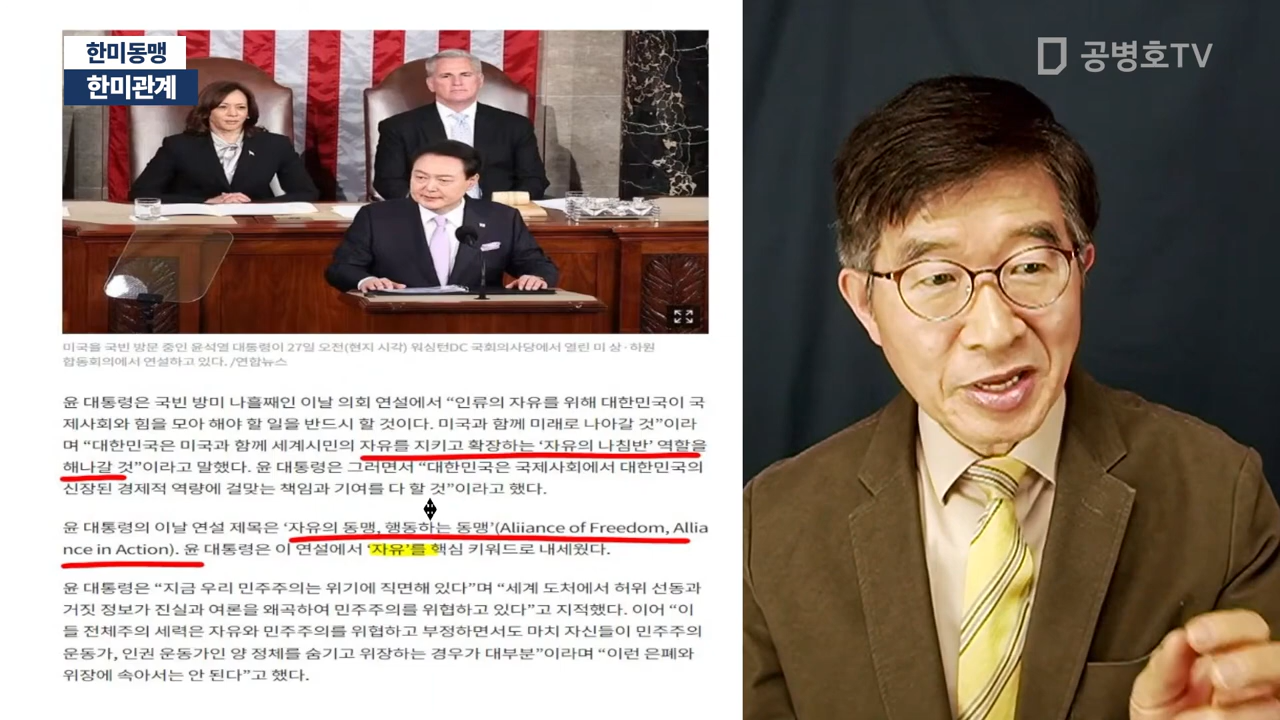 한미동맹
한미관계
공병호TV
미국을 국빈 방문 중인 윤석열 대통령이 27일 오전(현지 시각) 워싱턴DC 국회의사당에서 열린 미 상·하원
합동회의에서 연설하고 있다. /연합뉴스
윤 대통령은 국빈 방미 나흘째인 이날 의회 연설에서 “인류의 자유를 위해 대한민국이 국
제사회와 힘을 모아 해야 할 일을 반드시 할 것이다. 미국과 함께 미래로 나아갈 것”이라
며 “대한민국은 미국과 함께 세계시민의 자유를 지키고 확장하는 ‘자유의 나침반’ 역할을
해나갈 것”이라고 말했다. 윤 대통령은 그러면서 “대한민국은 국제사회에서 대한민국의
신장된 경제적 역량에 걸맞는 책임과 기여를 다 할 것”이라고 했다.
윤 대통령의 이날 연설 제목은 ‘자유의 동맹, 행동하는 동맹’(Aliiance of Freedom, Allia
nce in Action). 윤 대통령은 이 연설에서 ‘자유’를 핵심 키워드로 내세웠다.
윤 대통령은 “지금 우리 민주주의는 위기에 직면해 있다”며 “세계 도처에서 허위 선동과
거짓 정보가 진실과 여론을 왜곡하여 민주주의를 위협하고 있다”고 지적했다. 이어 “이
들 전체주의 세력은 자유와 민주주의를 위협하고 부정하면서도 마치 자신들이 민주주의
운동가, 인권 운동가인 양 정체를 숨기고 위장하는 경우가 대부분”이라며 “이런 은폐와
위장에 속아서는 안 된다”고 했다.